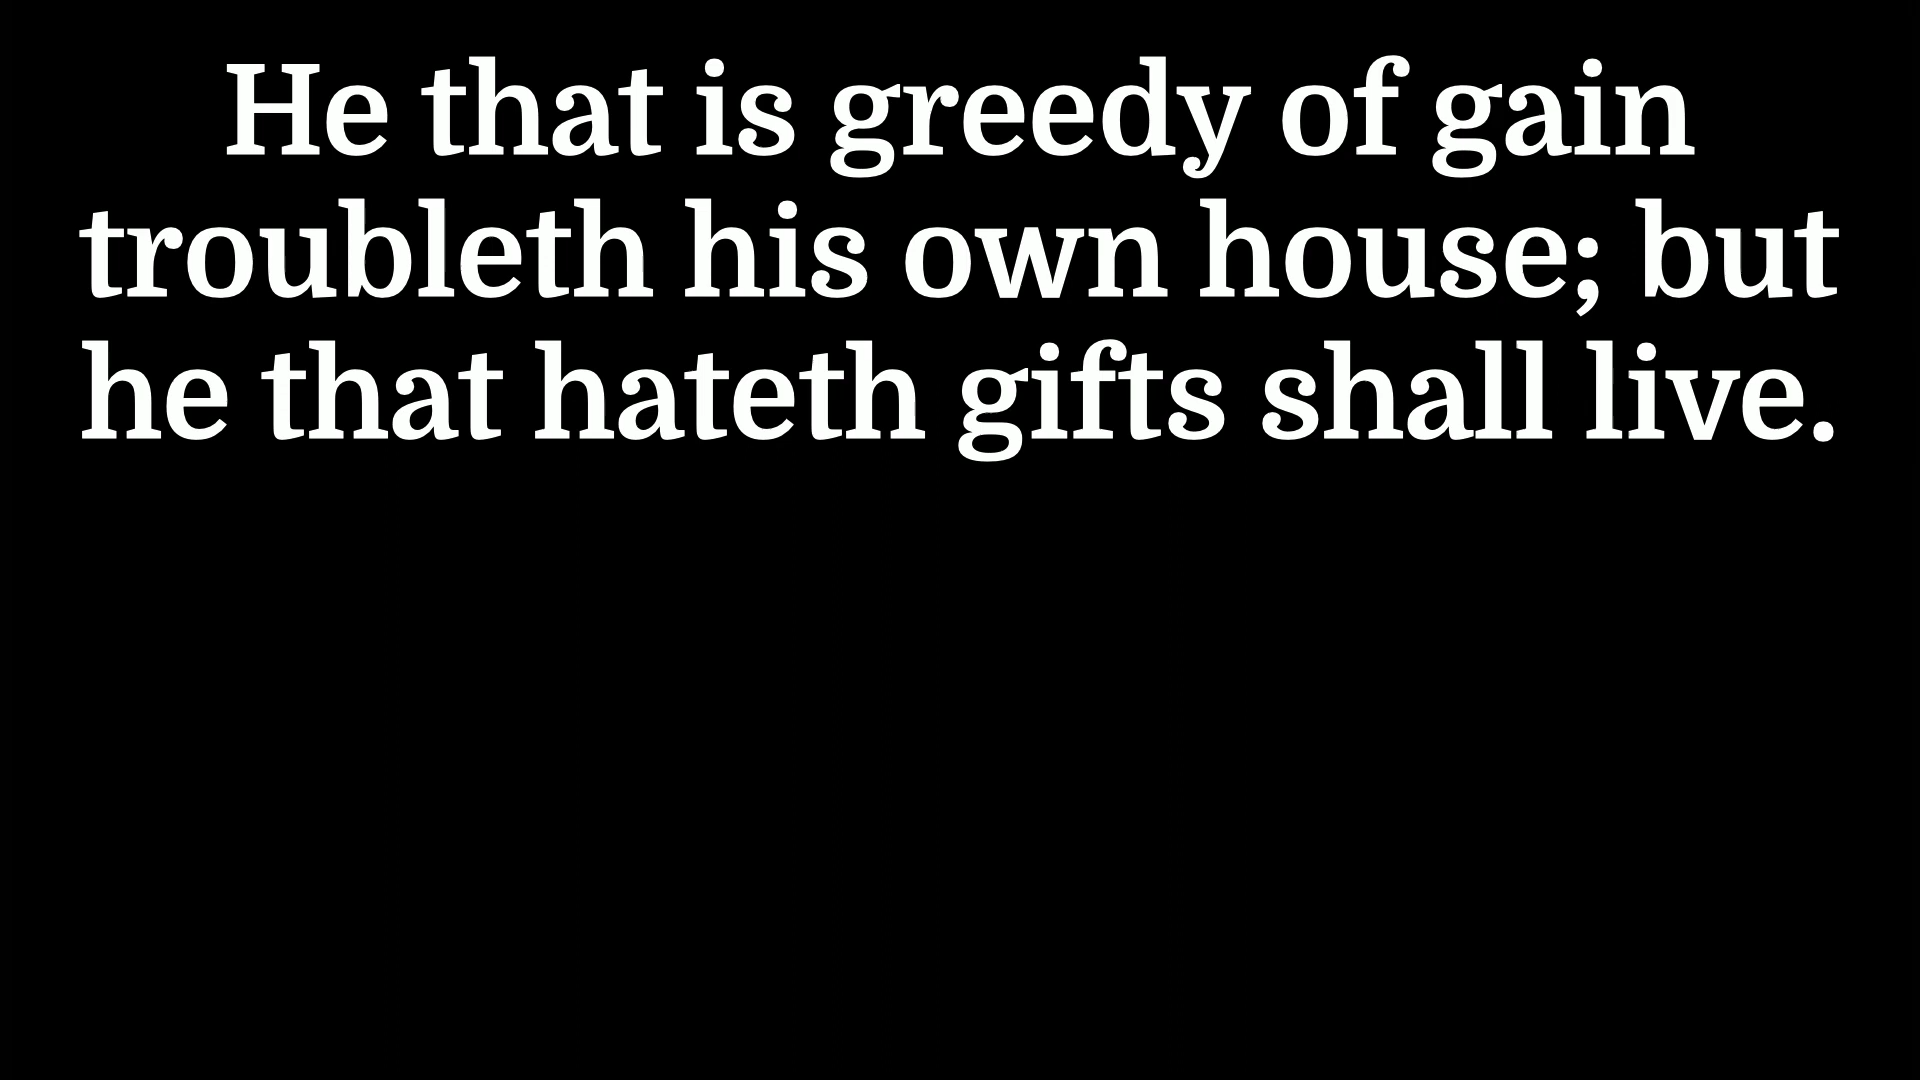 He that is greedy of gain
troubleth his own house; but
he that hateth gifts shall live.